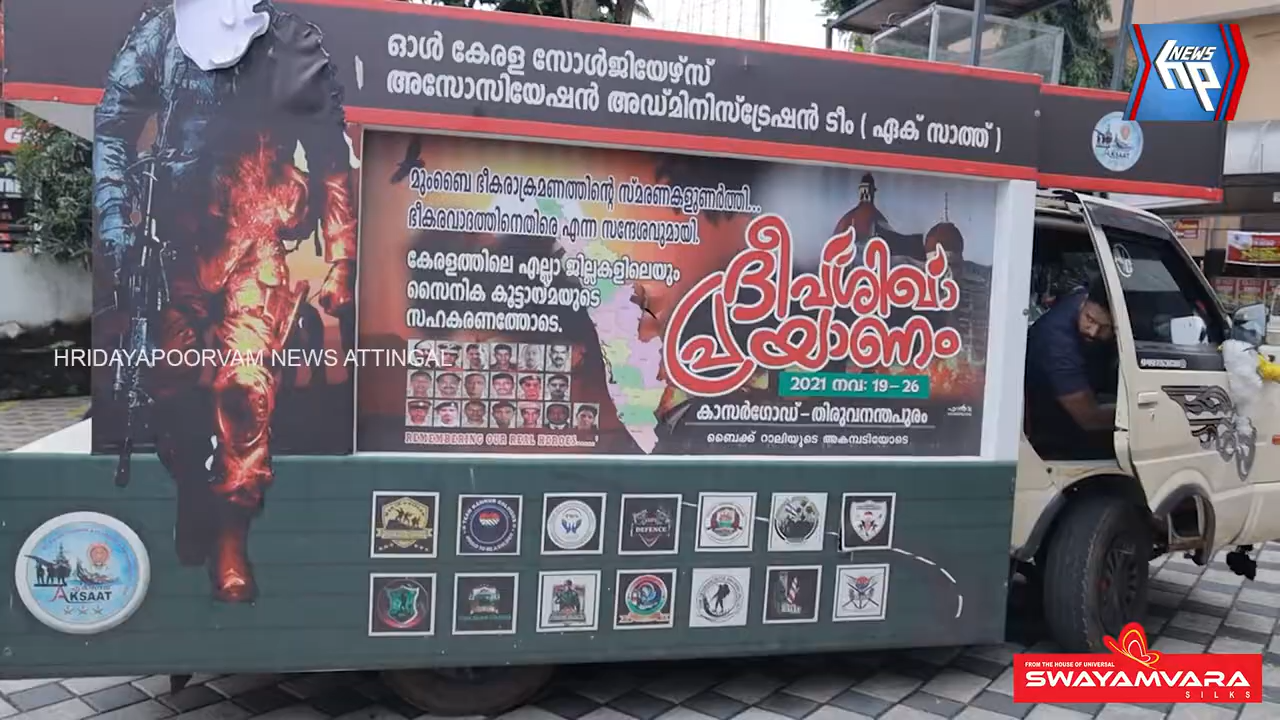 ഓൾ കേരള സോൾജിയേഴ്സ്
അസോസിയേഷൻ അഡ്മിനിസ്ട്രേഷൻ ടീം ( ഏക് സാത്ത് )
NEWS
hp
AKSAAT
മുംബൈ ഭീകരാക്രമണത്തിന്റെ സ്മരണകളുണർത്തി...
ഭീകരവാദത്തിനെതിരെ എന്ന സന്ദേശവുമായി.
കേരളത്തിലെ എല്ലാ ജില്ലകളിലെയും
സൈനിക കൂട്ടായ്മയുടെ
സഹകരണത്തോടെ.
ദീപ്ശിഖാ
പ്രയാണം
2021 നവ: 19-26
കാസർഗോഡ് - തിരുവനന്തപുരം
ബൈക്ക് റാലിയുടെ അകമ്പടിയോടെ
REMEMBERING OUR REAL HEROES......
HRIDAYAPOORVAM NEWS ATTINGAL
DEFENCE
AKSAAT
FROM THE HOUSE OF UNIVERSAL
SWAYAMVARA
SILKS